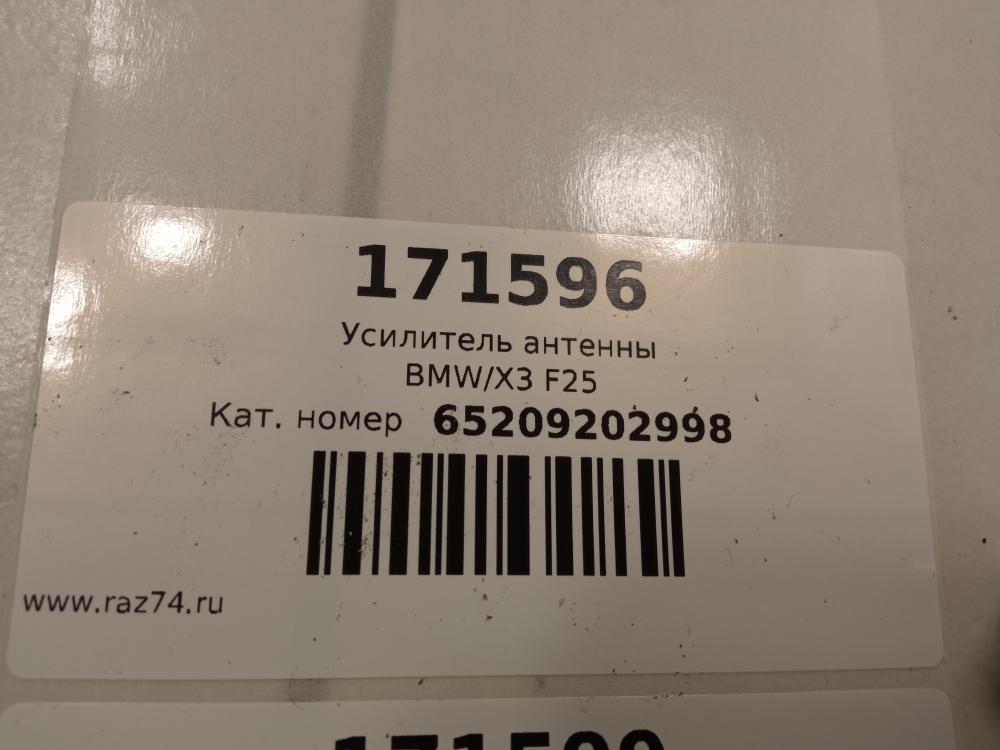 171596
Усилитель антенны
BMW/X3 F25
Кат. номер 65209202998
www.raz74.ru